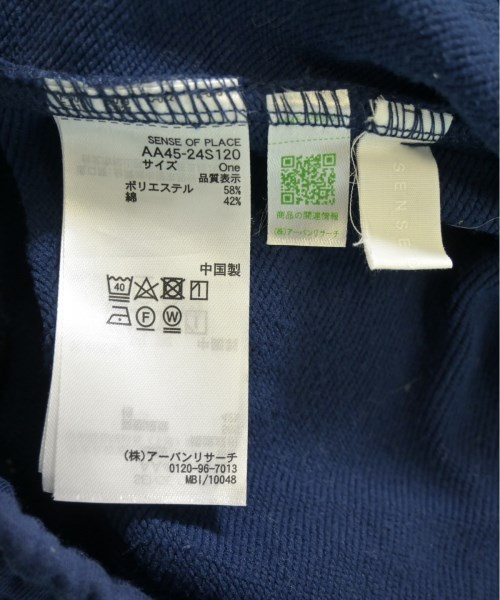 SENSE OF PLACE
AA45-24S120
サイズ One
品質表示
ポリエステル 58%
綿 42%
中国製
40
F W
(株)アーバンリサーチ
0120-96-7013
MBI/10048
商品の関連情報
(株)アーバンリサーチ
SENSE